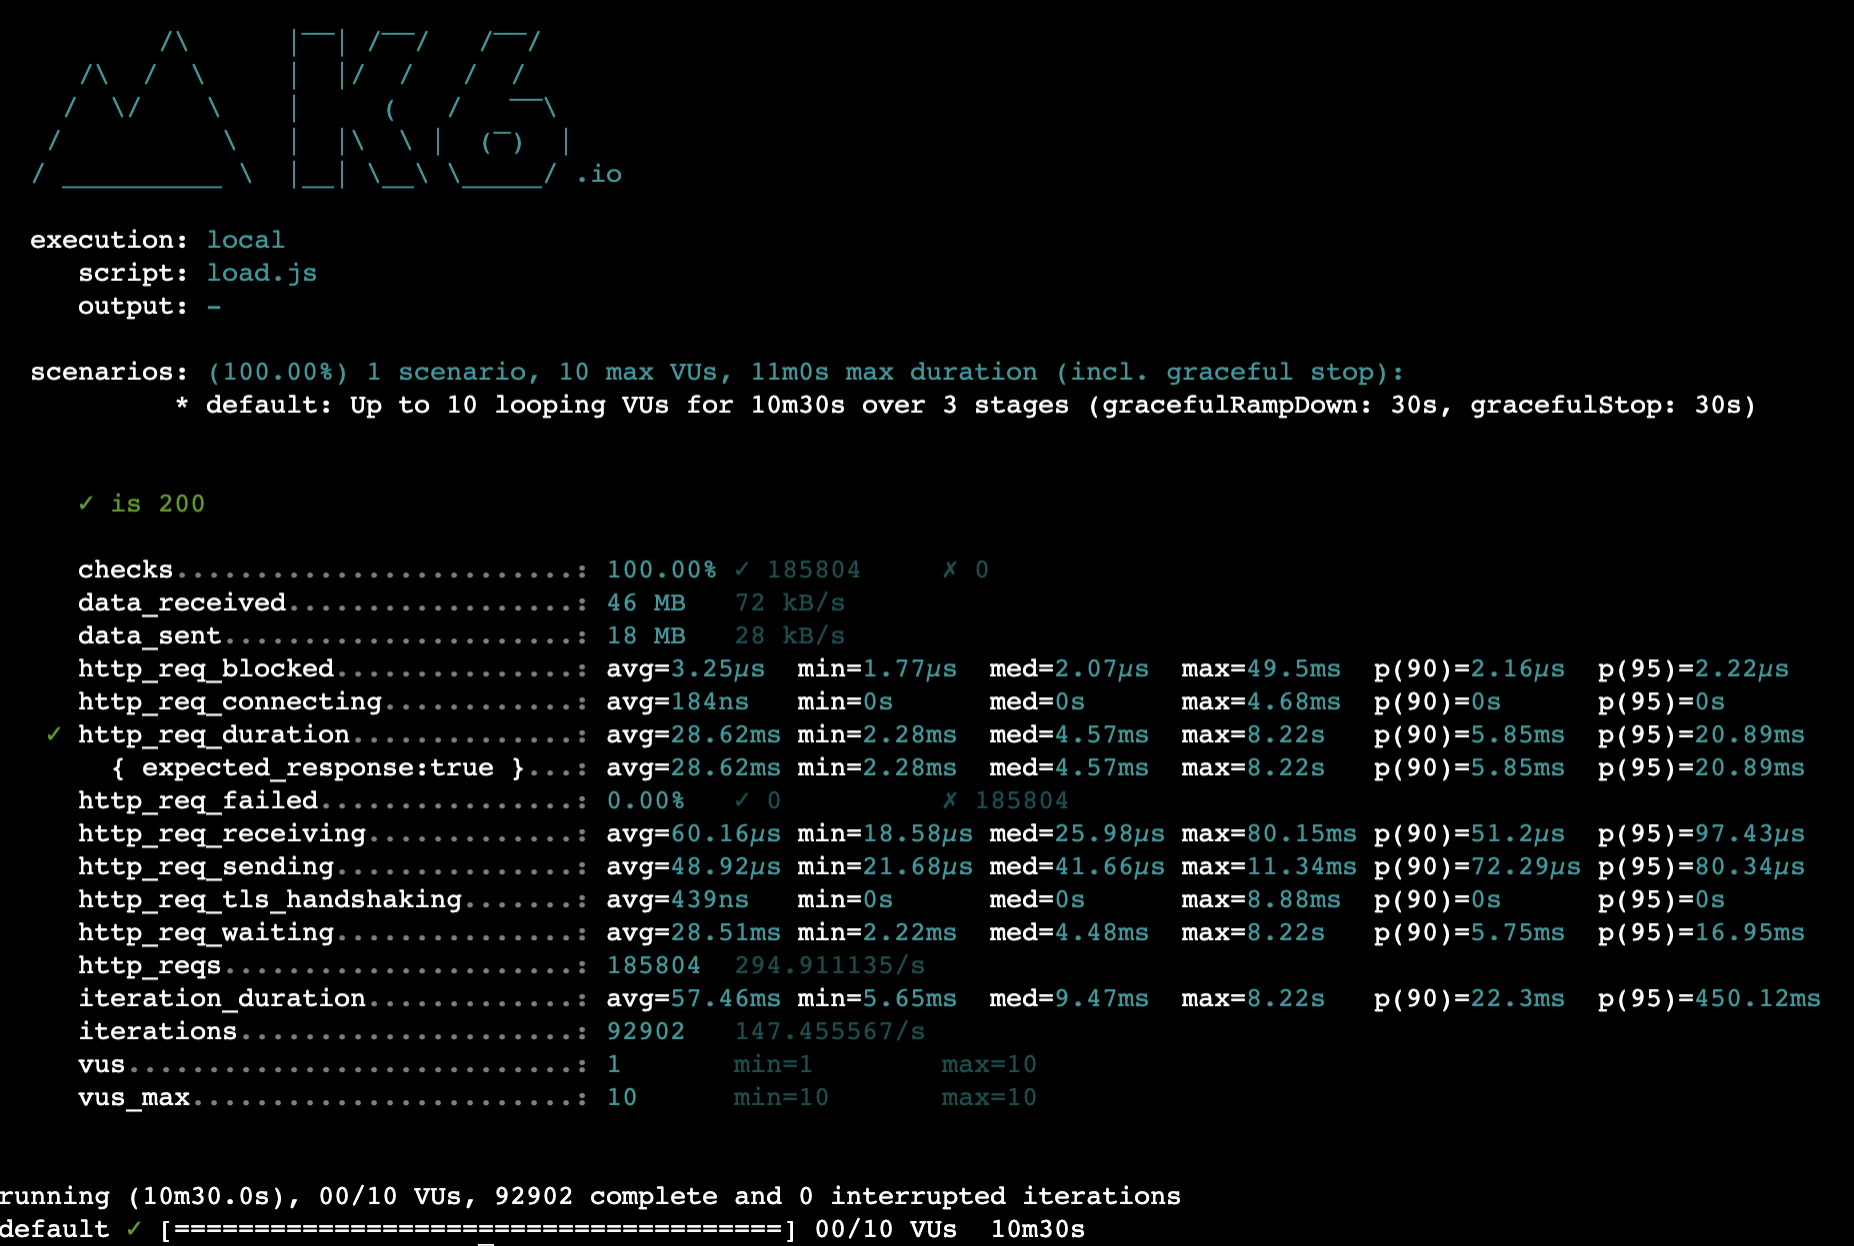 .io
execution: local
script: load.js
output: -
scenarios: (100.00%) 1 scenario, 10 max VUs, 11m0s max duration (incl. graceful stop):
* default: Up to 10 looping VUs for 10m30s over 3 stages (gracefulRampDown: 30s, gracefulStop: 30s)
✓ is 200
checks.........................: 100.00% ✓ 185804 ✗ 0
data_received..................: 46 MB 72 kB/s
data_sent......................: 18 MB 28 kB/s
http_req_blocked...............: avg=3.25µs min=1.77µs med=2.07µs max=49.5ms p(90)=2.16µs p(95)=2.22µs
http_req_connecting............: avg=184ns min=0s med=0s max=4.68ms p(90)=0s p(95)=0s
✓ http_req_duration..............: avg=28.62ms min=2.28ms med=4.57ms max=8.22s p(90)=5.85ms p(95)=20.89ms
{ expected_response:true }...: avg=28.62ms min=2.28ms med=4.57ms max=8.22s p(90)=5.85ms p(95)=20.89ms
http_req_failed................: 0.00% ✓ 0 ✗ 185804
http_req_receiving.............: avg=60.16µs min=18.58µs med=25.98µs max=80.15ms p(90)=51.2µs p(95)=97.43µs
http_req_sending...............: avg=48.92µs min=21.68µs med=41.66µs max=11.34ms p(90)=72.29µs p(95)=80.34µs
http_req_tls_handshaking.......: avg=439ns min=0s med=0s max=8.88ms p(90)=0s p(95)=0s
http_req_waiting...............: avg=28.51ms min=2.22ms med=4.48ms max=8.22s p(90)=5.75ms p(95)=16.95ms
http_reqs......................: 185804 294.911135/s
iteration_duration.............: avg=57.46ms min=5.65ms med=9.47ms max=8.22s p(90)=22.3ms p(95)=450.12ms
iterations.....................: 92902 147.455567/s
vus............................: 1 min=1 max=10
vus_max........................: 10 min=10 max=10
running (10m30.0s), 00/10 VUs, 92902 complete and 0 interrupted iterations
default ✓ [======================================] 00/10 VUs 10m30s